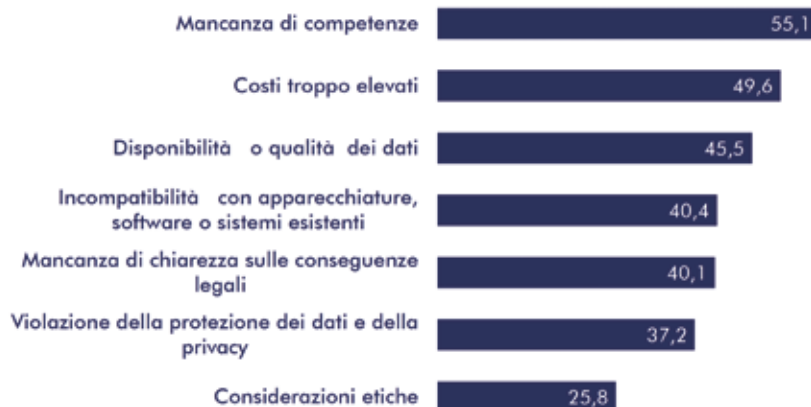 Mancanza di competenze
55,1
Costi troppo elevati
49,6
Disponibilità o qualità dei dati
45,5
Incompatibilità con apparecchiature,
software o sistemi esistenti
40,4
Mancanza di chiarezza sulle conseguenze
legali
40,1
Violazione della protezione dei dati e della
privacy
37,2
Considerazioni etiche
25,8